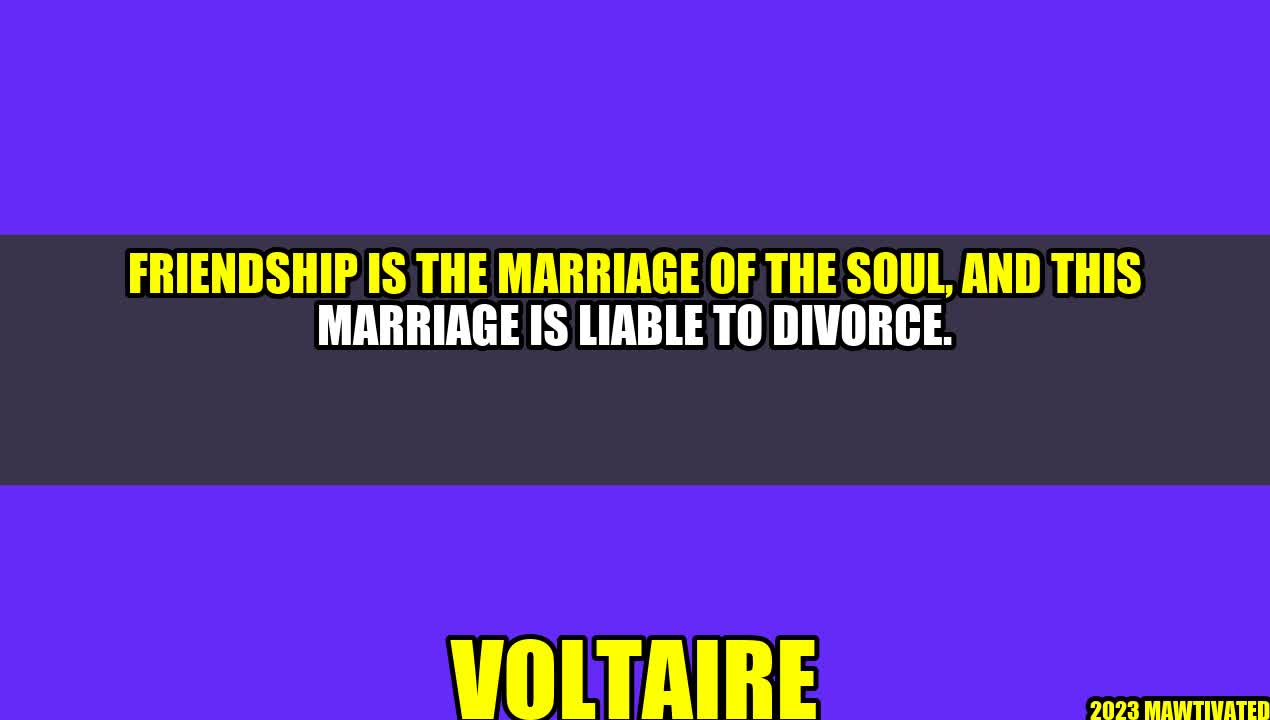 FRIENDSHIP IS THE MARRIAGE OF THE SOUL, AND THIS
MARRIAGE IS LIABLE TO DIVORCE.
VOLTAIRE
2023 MAWTIVATED